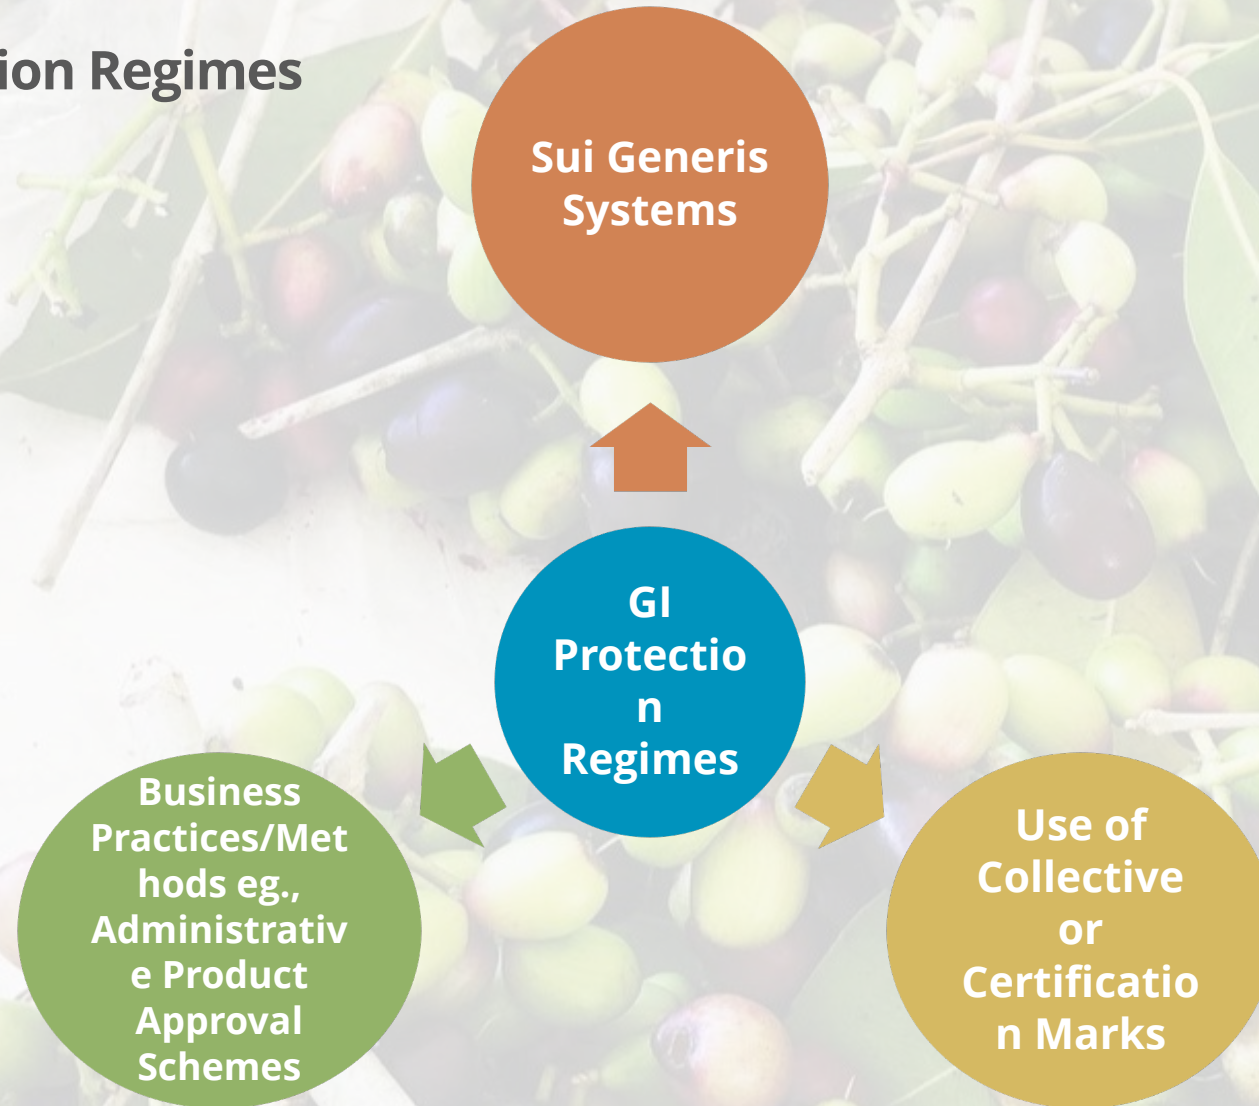 ion Regimes
Sui Generis
Systems
GI
Protectio
n
Regimes
Business
Practices/Met
hods eg.,
Administrativ
e Product
Approval
Schemes
Use of
Collective
or
Certificatio
n Marks